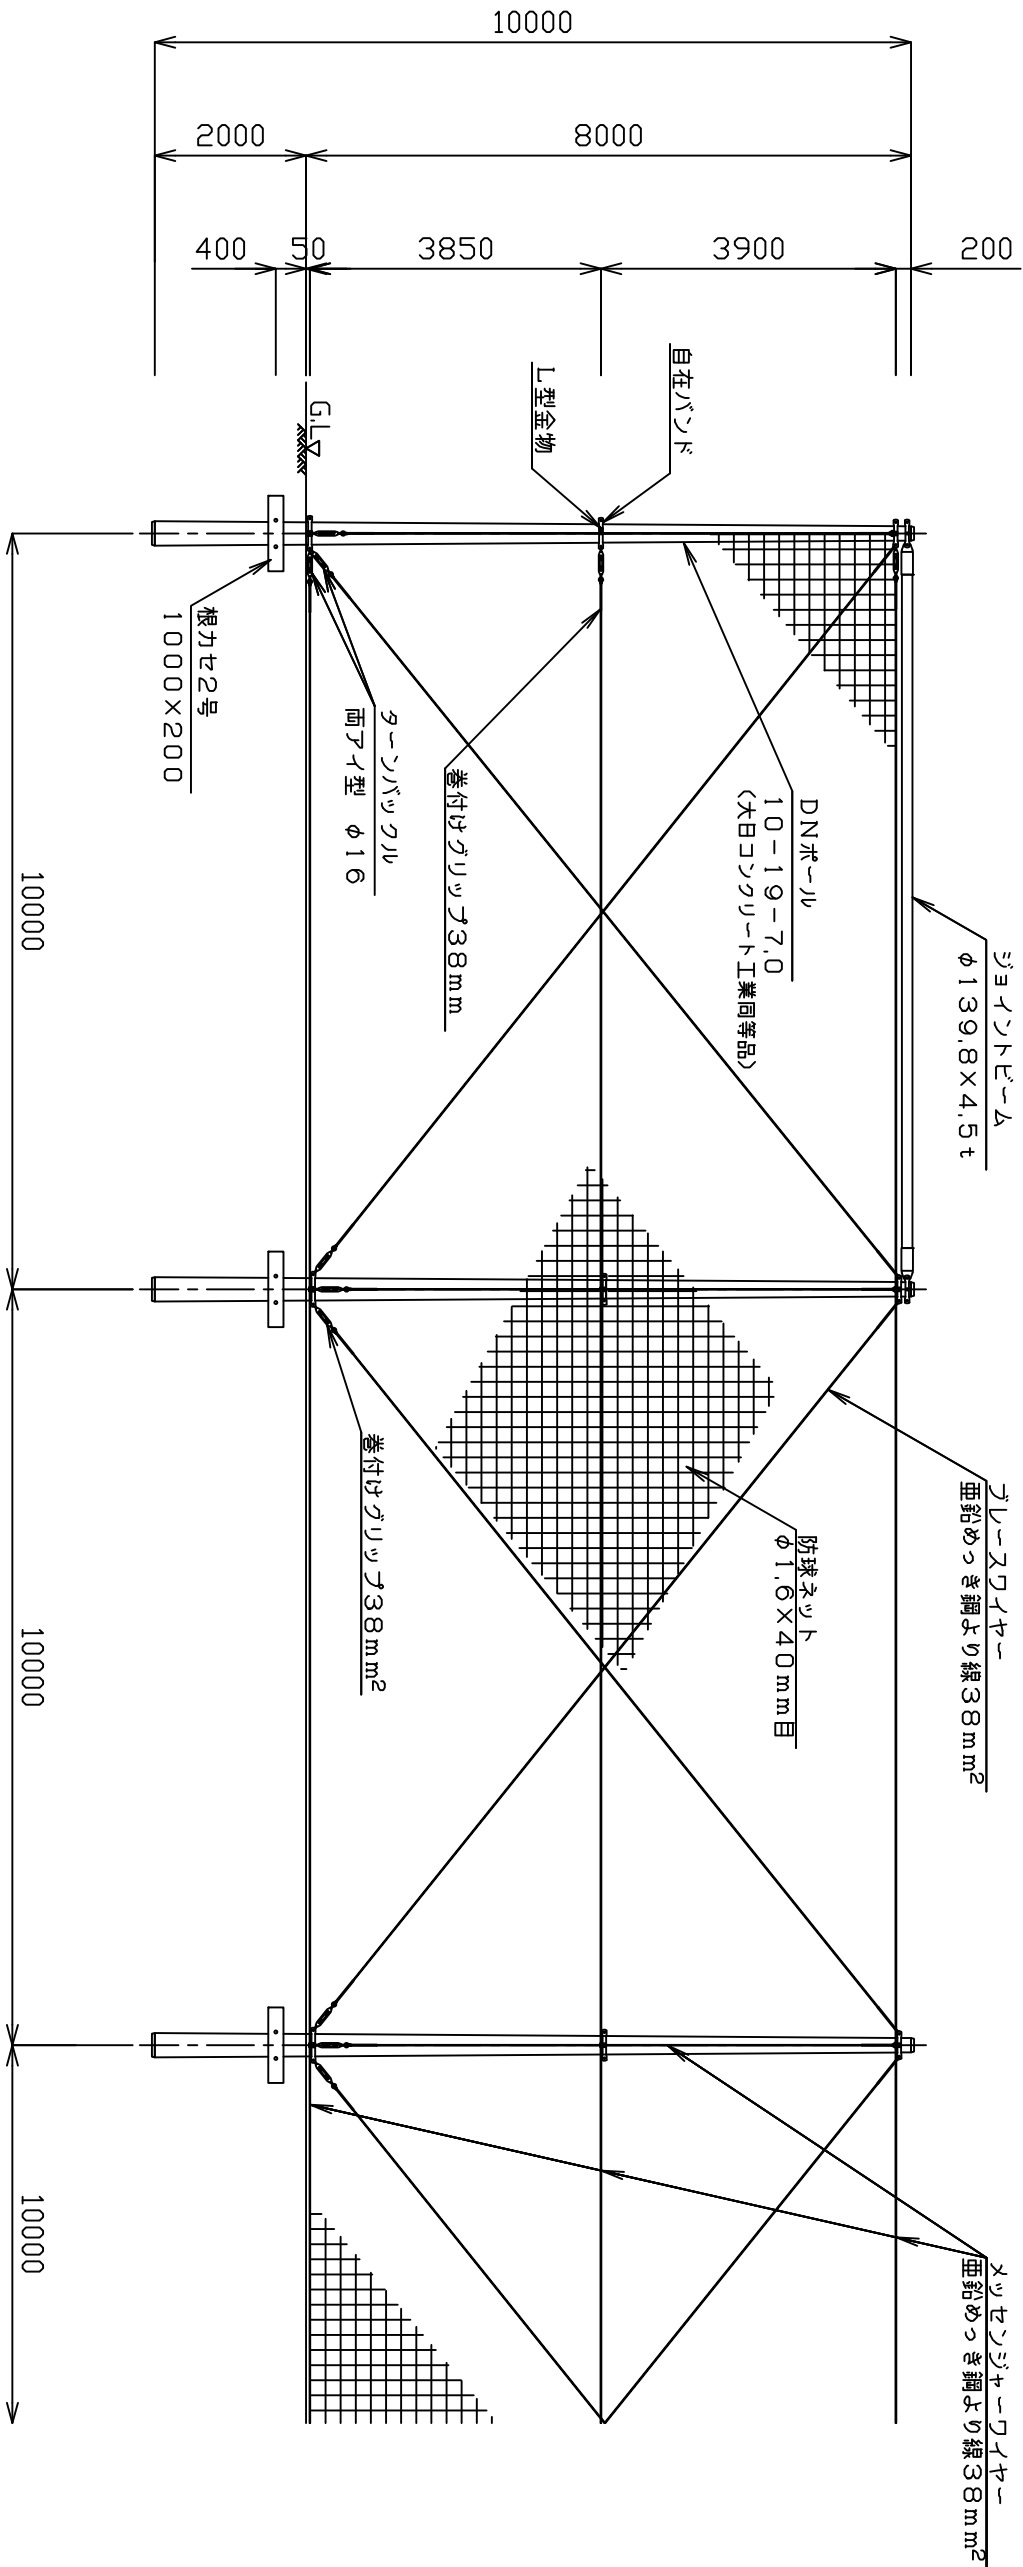 10000
2000
8000
400
50
3850
3900
200
自在バンド
L型金物
G.L
ジョイントビーム
φ139.8×4.5t
DNポール
10-19-7.0
(大日コンクリート工業同等品)
巻付けグリップ38mm
ターンバックル
両アイ型 φ16
根カセ2号
1000×200
ブレースワイヤー
亜鉛めっき鋼より線38mm²
防球ネット
φ1.6×40mm目
巻付けグリップ38mm²
メッセンジャーワイヤー
亜鉛めっき鋼より線38mm²
10000
10000
10000